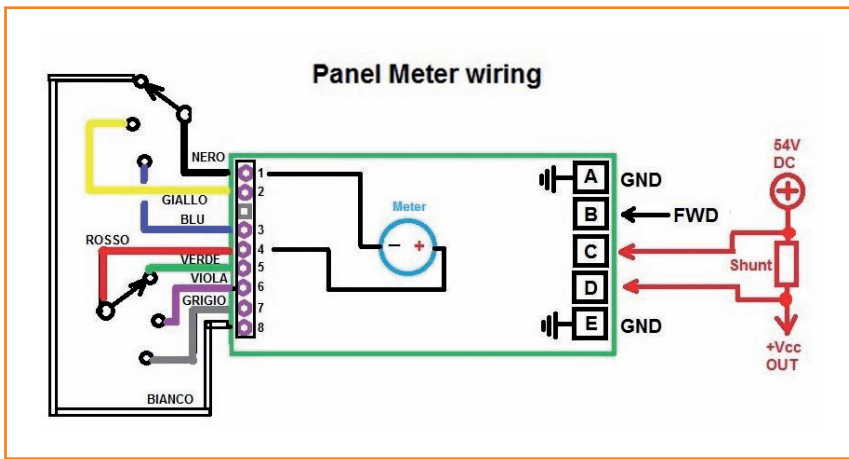 Panel Meter wiring
NERO
GIALLO
BLU
ROSSO
VERDE
VIOLA
GRIGIO
BIANCO
1
2
3
4
5
6
7
8
Meter
- +
A GND
B FWD
C
D
E GND
54V
DC
Shunt
+Vcc
OUT